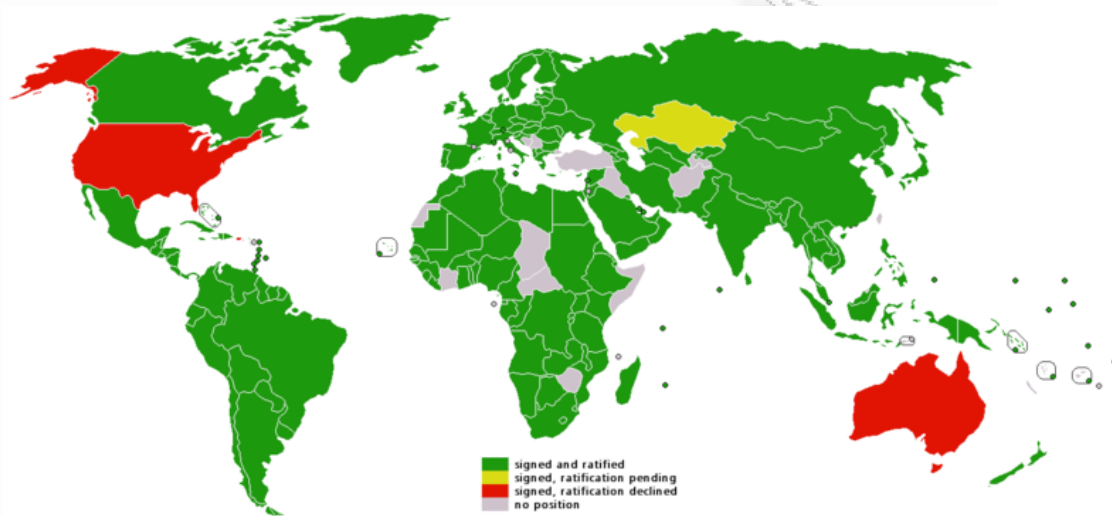 signed and ratified
signed, ratification pending
signed, ratification declined
no position